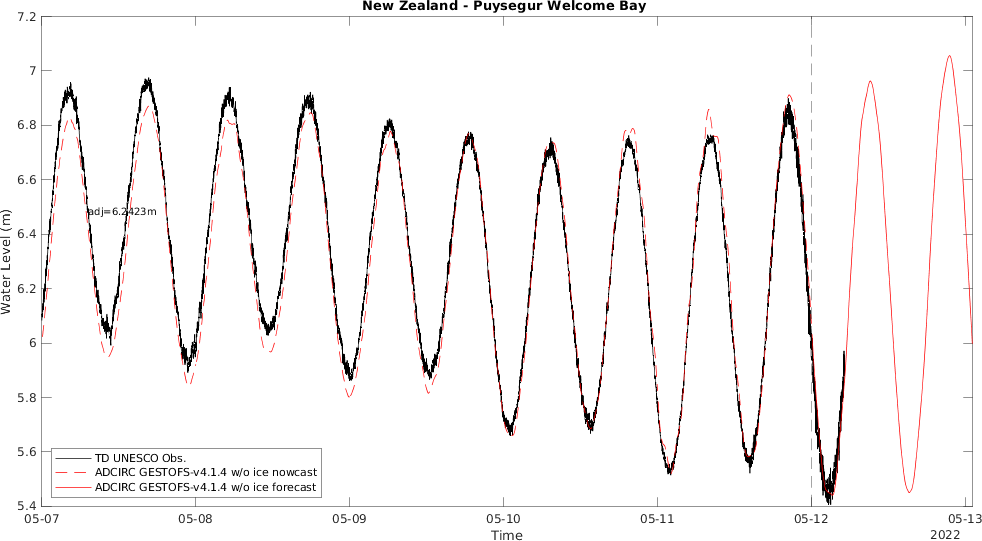 New Zealand - Puysegur Welcome Bay
7.2
7
6.8
6.6
6.4
6.2
6
5.8
5.6
5.4
Water Level (m)
adj=6.2423m
TD UNESCO Obs.
ADCIRC GESTOFS-v4.1.4 w/o ice nowcast
ADCIRC GESTOFS-v4.1.4 w/o ice forecast
05-07 05-08 05-09 05-10 05-11 05-12 05-13
Time
2022